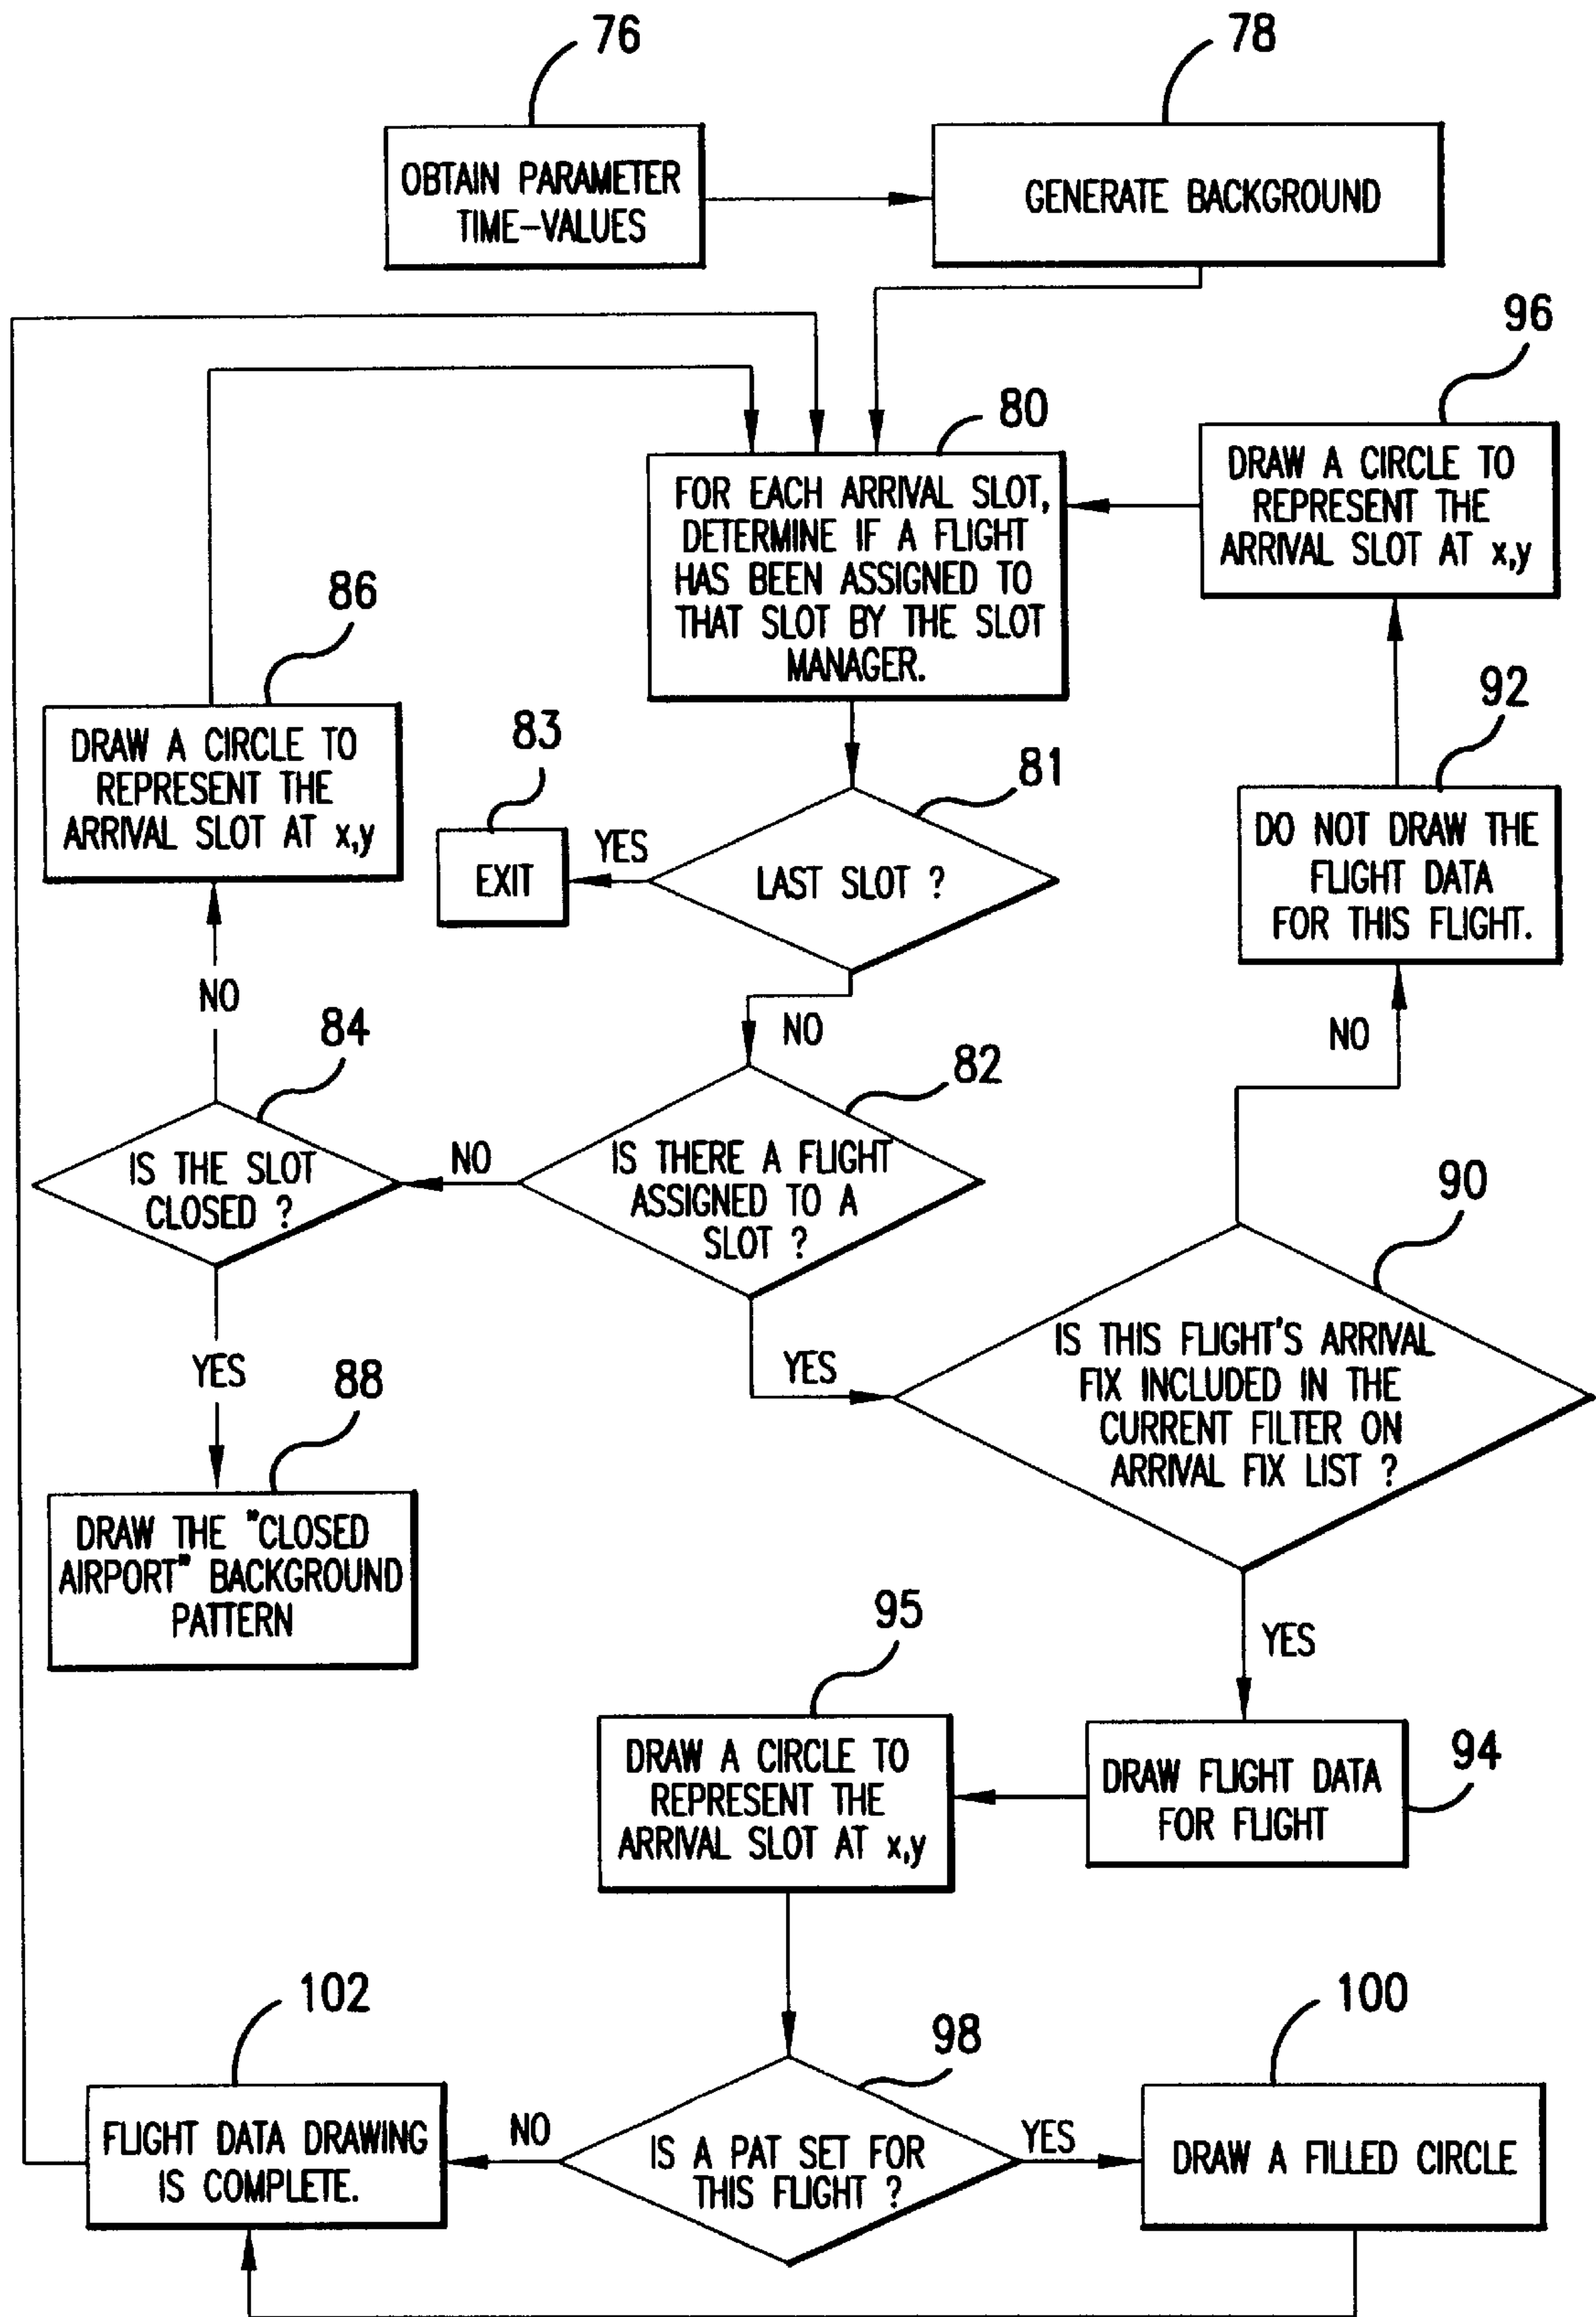 76
78
OBTAIN PARAMETER
TIME-VALUES
GENERATE BACKGROUND
96
80
DRAW A CIRCLE TO
REPRESENT THE
ARRIVAL SLOT AT x,y
FOR EACH ARRIVAL SLOT,
DETERMINE IF A FLIGHT
HAS BEEN ASSIGNED TO
THAT SLOT BY THE SLOT
MANAGER.
86
92
83
81
DRAW A CIRCLE TO
REPRESENT THE
ARRIVAL SLOT AT x,y
YES
EXIT
LAST SLOT ?
DO NOT DRAW THE
FLIGHT DATA
FOR THIS FLIGHT.
NO
84
NO
NO
82
IS THE SLOT
CLOSED ?
NO
IS THERE A FLIGHT
ASSIGNED TO A
SLOT ?
90
YES
88
YES
IS THIS FLIGHT'S ARRIVAL
FIX INCLUDED IN THE
CURRENT FILTER ON
ARRIVAL FIX LIST ?
DRAW THE "CLOSED
AIRPORT" BACKGROUND
PATTERN
95
YES
DRAW A CIRCLE TO
REPRESENT THE
ARRIVAL SLOT AT x,y
DRAW FLIGHT DATA
FOR FLIGHT
94
102
98
100
FLIGHT DATA DRAWING
IS COMPLETE.
NO
IS A PAT SET FOR
THIS FLIGHT ?
YES
DRAW A FILLED CIRCLE